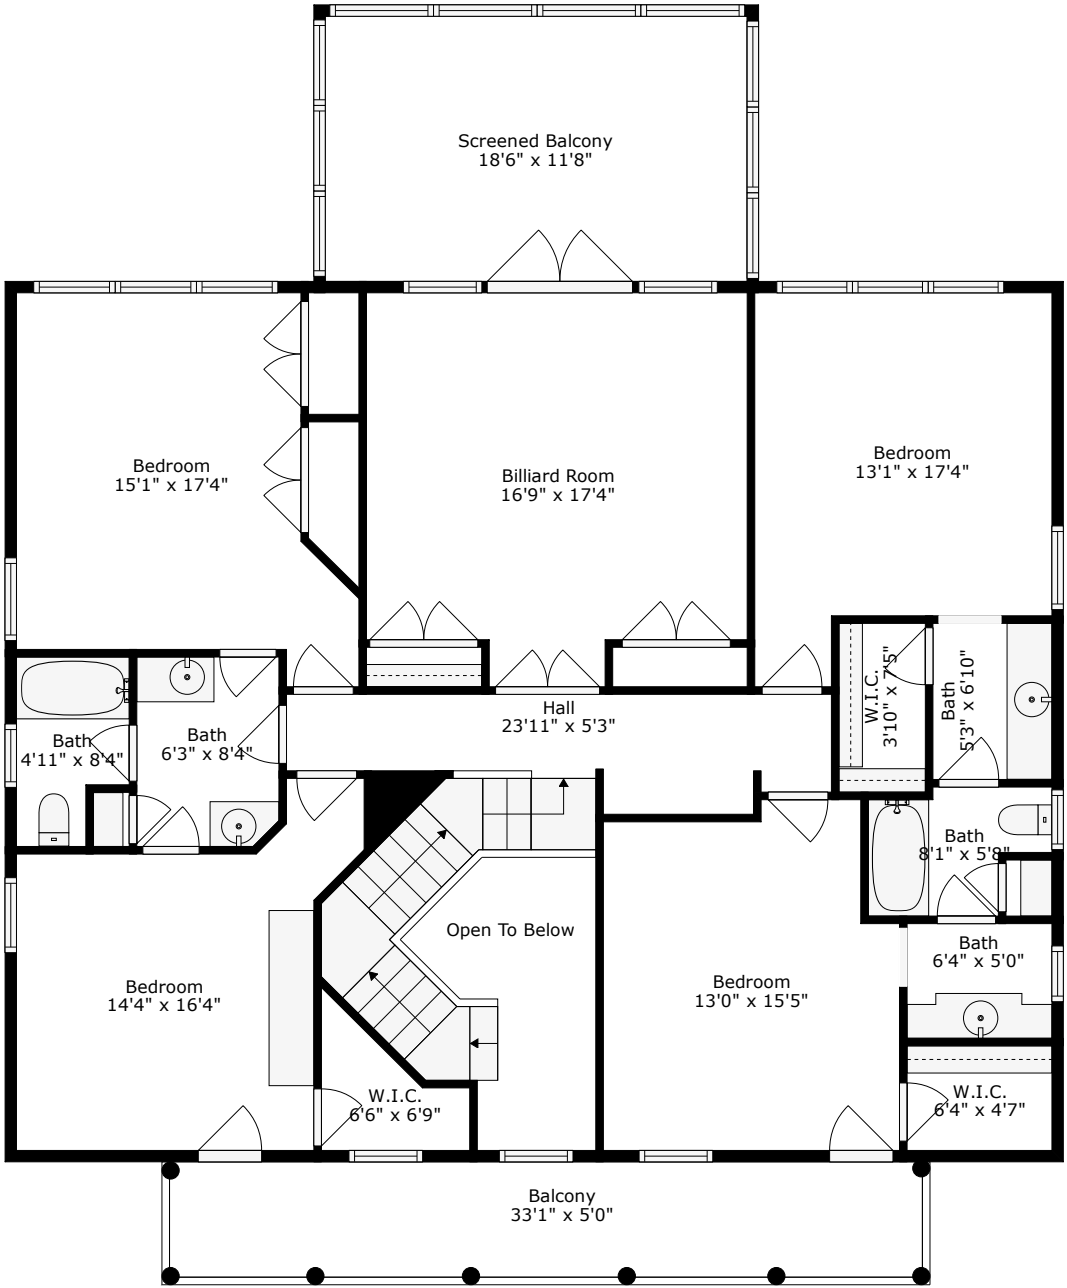 Screened Balcony
18'6" x 11'8"
Bedroom
15'1" x 17'4"
Billiard Room
16'9" x 17'4"
Bedroom
13'1" x 17'4"
W.I.C.
3'10" x 7'5"
Bath
5'3" x 6'10"
Hall
23'11" x 5'3"
Bath
4'11" x 8'4"
Bath
6'3" x 8'4"
Bath
8'1" x 5'8"
Open To Below
Bath
6'4" x 5'0"
Bedroom
14'4" x 16'4"
Bedroom
13'0" x 15'5"
W.I.C.
6'6" x 6'9"
W.I.C.
6'4" x 4'7"
Balcony
33'1" x 5'0"